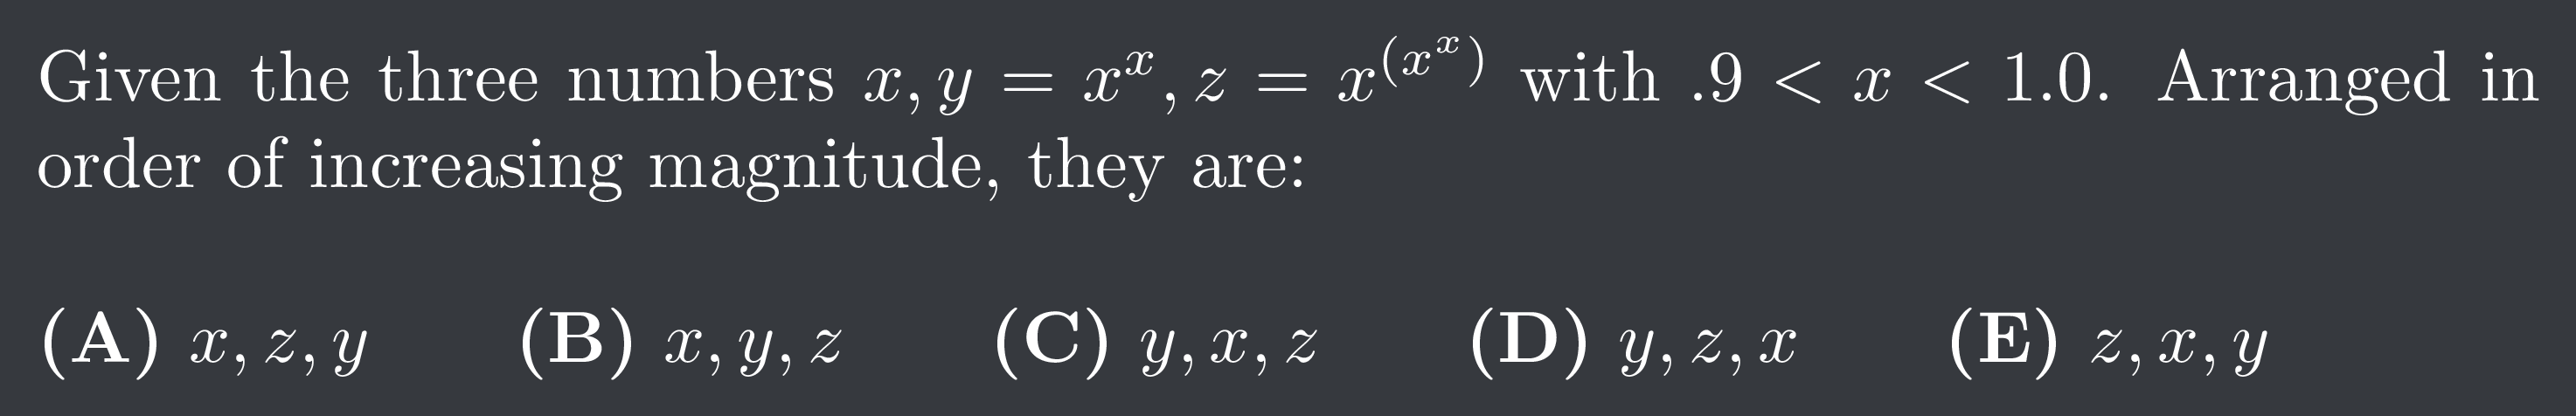 Given the three numbers $x, y = x^x, z = x^{(x^x)}$ with $.9 < x < 1.0$. Arranged in
order of increasing magnitude, they are:
(A) $x, z, y$ (B) $x, y, z$ (C) $y, x, z$ (D) $y, z, x$ (E) $z, x, y$